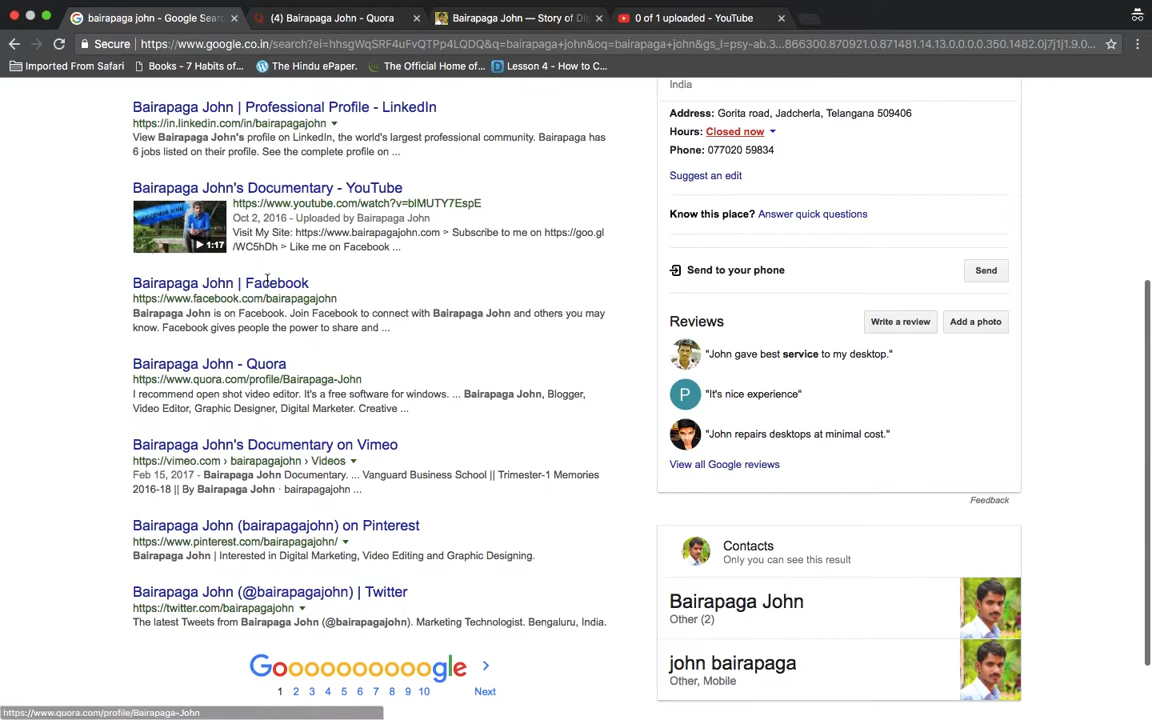 bairapaga john - Google Sear
(4) Bairapaga John - Quora
Bairapaga John — Story of Di
0 of 1 uploaded - YouTube
Secure
https://www.google.co.in/search?ei=hhsgWqSRF4uFvQTPp4LQDQ&q=bairapaga+john&oq=bairapaga+john&gs_l=psy-ab.3...866300.870921.0.871481.14.13.0.0.0.0.350.1482.0j7j1j1.9.0...
Imported From Safari
Books - 7 Habits of...
The Hindu ePaper.
The Official Home of...
Lesson 4 - How to C...
Bairapaga John | Professional Profile - LinkedIn
https://in.linkedin.com/in/bairapagajohn
View Bairapaga John's profile on LinkedIn, the world's largest professional community. Bairapaga has
6 jobs listed on their profile. See the complete profile on ...
Bairapaga John's Documentary - YouTube
https://www.youtube.com/watch?v=blMUTY7EspE
Oct 2, 2016 - Uploaded by Bairapaga John
Visit My Site: https://www.bairapagajohn.com > Subscribe to me on https://goo.gl
/WC5hDh > Like me on Facebook ...
1:17
Bairapaga John | Facebook
https://www.facebook.com/bairapagajohn
Bairapaga John is on Facebook. Join Facebook to connect with Bairapaga John and others you may
know. Facebook gives people the power to share and ...
Bairapaga John - Quora
https://www.quora.com/profile/Bairapaga-John
I recommend open shot video editor. It's a free software for windows. ... Bairapaga John, Blogger,
Video Editor, Graphic Designer, Digital Marketer. Creative ...
Bairapaga John's Documentary on Vimeo
https://vimeo.com › bairapagajohn › Videos
Feb 15, 2017 - Bairapaga John Documentary. ... Vanguard Business School || Trimester-1 Memories
2016-18 || By Bairapaga John · bairapagajohn ...
Bairapaga John (bairapagajohn) on Pinterest
https://www.pinterest.com/bairapagajohn/
Bairapaga John | Interested in Digital Marketing, Video Editing and Graphic Designing.
Bairapaga John (@bairapagajohn) | Twitter
https://twitter.com/bairapagajohn
The latest Tweets from Bairapaga John (@bairapagajohn). Marketing Technologist. Bengaluru, India.
Goooooooooogle
1 2 3 4 5 6 7 8 9 10 Next
https://www.quora.com/profile/Bairapaga-John
India
Address: Gorita road, Jadcherla, Telangana 509406
Hours: Closed now
Phone: 077020 59834
Suggest an edit
Know this place? Answer quick questions
Send to your phone
Send
Reviews
Write a review
Add a photo
"John gave best service to my desktop."
P
"It's nice experience"
"John repairs desktops at minimal cost."
View all Google reviews
Feedback
Contacts
Only you can see this result
Bairapaga John
Other (2)
john bairapaga
Other, Mobile